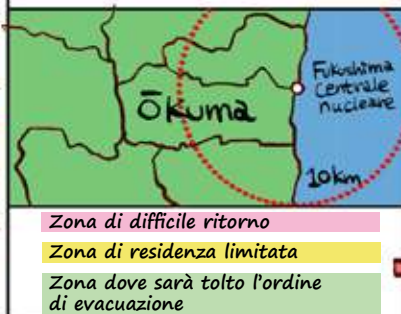 Fukushima
centrale
nucleare
Ōkuma
10km
Zona di difficile ritorno
Zona di residenza limitata
Zona dove sarà tolto l'ordine
di evacuazione